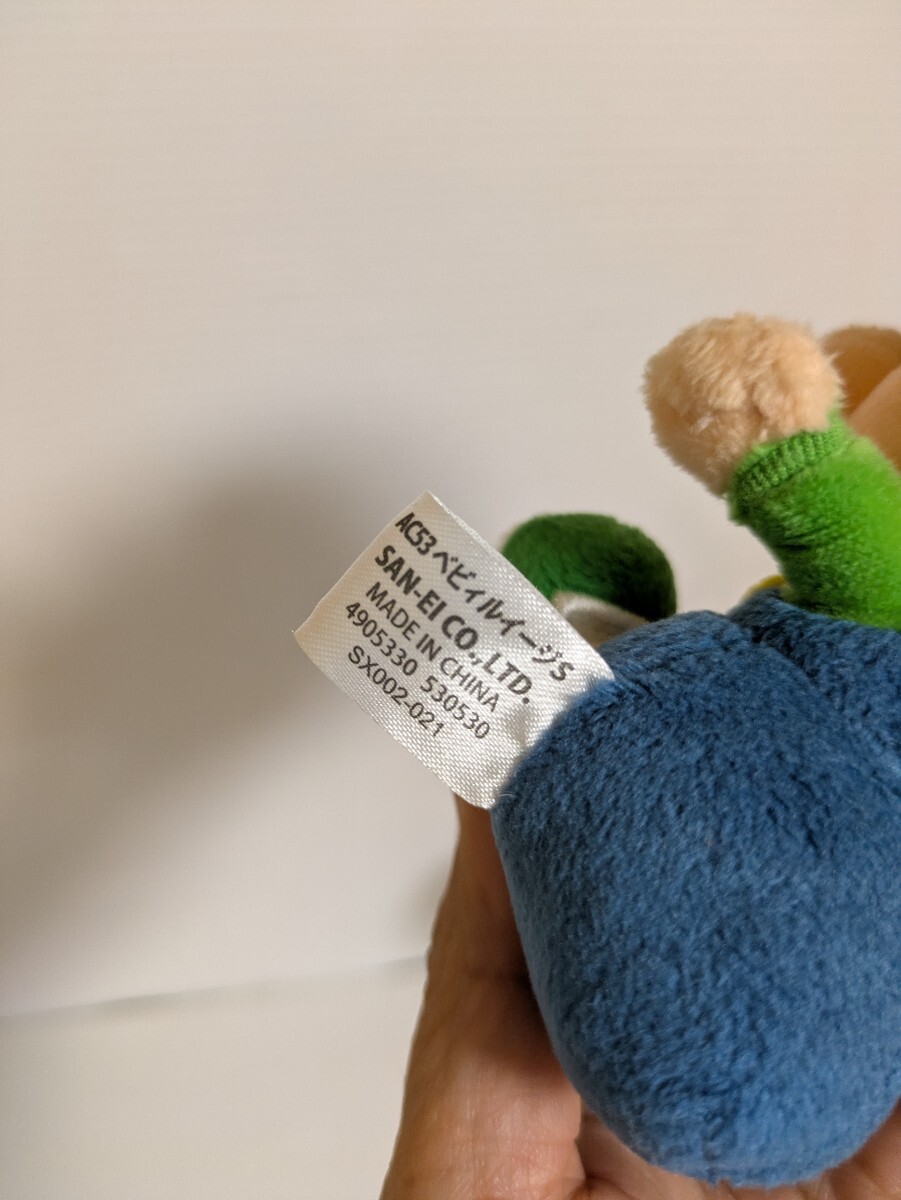 AC53 ベビィルイージS
SAN-EI CO., LTD.
MADE IN CHINA
4905330 530530
SX002-021